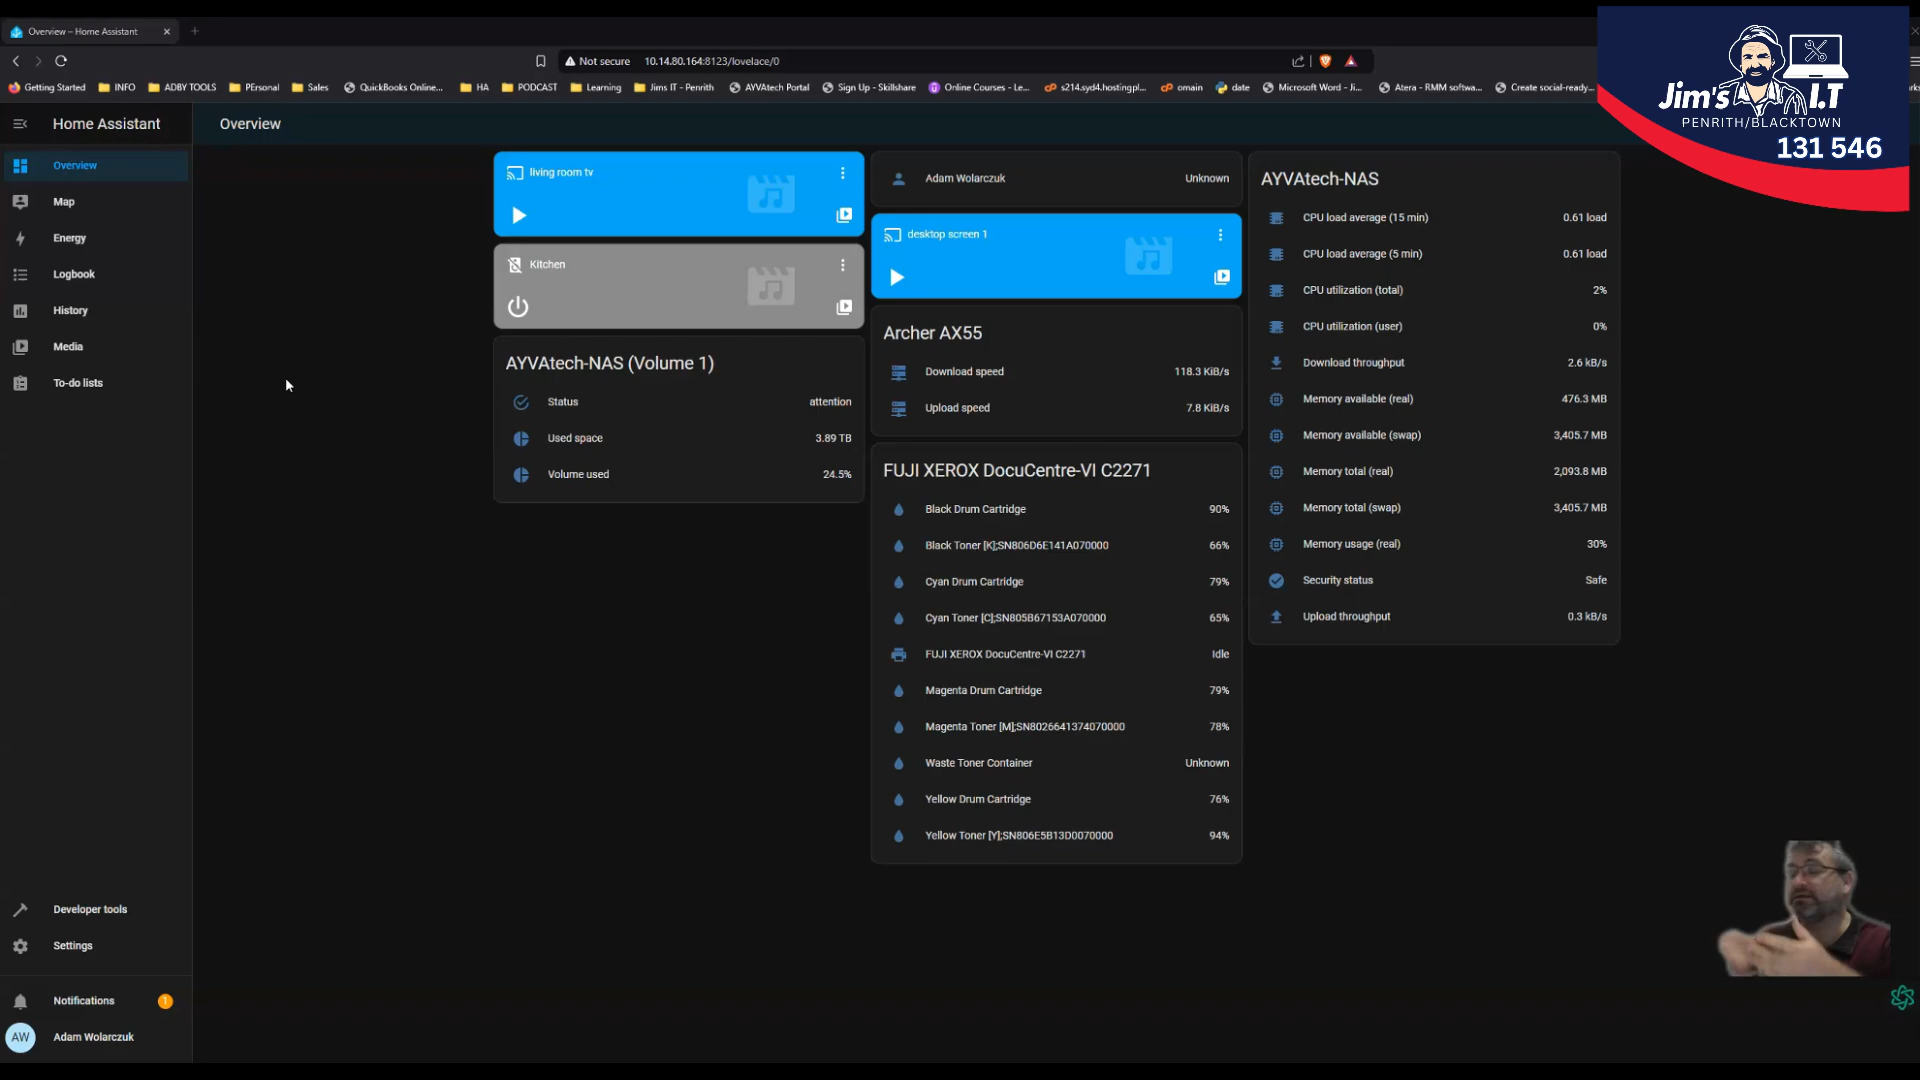 Overview – Home Assistant
Not secure 10.14.80.164:8123/lovelace/0
Getting Started INFO ADBY TOOLS PErsonal Sales QuickBooks Online... HA PODCAST Learning Jims IT - Penrith AYVAtech Portal Sign Up - Skillshare Online Courses - Le... s214.syd4.hostingpl... omain date Microsoft Word - Ji... Atera - RMM softwa... Create social-ready...
Jim's I.T
PENRITH/BLACKTOWN
131 546
Home Assistant
Overview
Overview
Map
Energy
Logbook
History
Media
To-do lists
Developer tools
Settings
Notifications 1
AW Adam Wolarczuk
living room tv
Kitchen
AYVAtech-NAS (Volume 1)
Status attention
Used space 3.89 TB
Volume used 24.5%
Adam Wolarczuk Unknown
desktop screen 1
Archer AX55
Download speed 118.3 KiB/s
Upload speed 7.8 KiB/s
FUJI XEROX DocuCentre-VI C2271
Black Drum Cartridge 90%
Black Toner [K];SN806D6E141A070000 66%
Cyan Drum Cartridge 79%
Cyan Toner [C];SN805B67153A070000 65%
FUJI XEROX DocuCentre-VI C2271 Idle
Magenta Drum Cartridge 79%
Magenta Toner [M];SN8026641374070000 78%
Waste Toner Container Unknown
Yellow Drum Cartridge 76%
Yellow Toner [Y];SN806E5B13D0070000 94%
AYVAtech-NAS
CPU load average (15 min) 0.61 load
CPU load average (5 min) 0.61 load
CPU utilization (total) 2%
CPU utilization (user) 0%
Download throughput 2.6 kB/s
Memory available (real) 476.3 MB
Memory available (swap) 3,405.7 MB
Memory total (real) 2,093.8 MB
Memory total (swap) 3,405.7 MB
Memory usage (real) 30%
Security status Safe
Upload throughput 0.3 kB/s